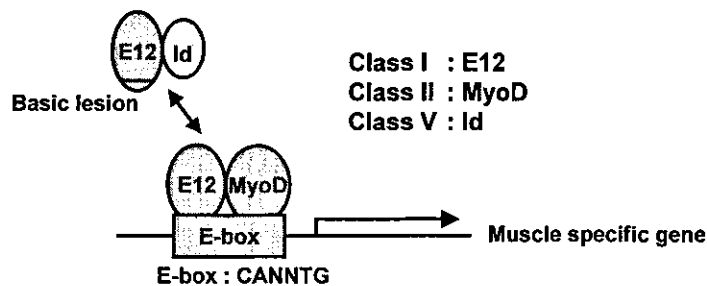 E12 Id
Class I : E12
Class II : MyoD
Class V : Id
Basic lesion
E12 MyoD
E-box
Muscle specific gene
E-box : CANNTG